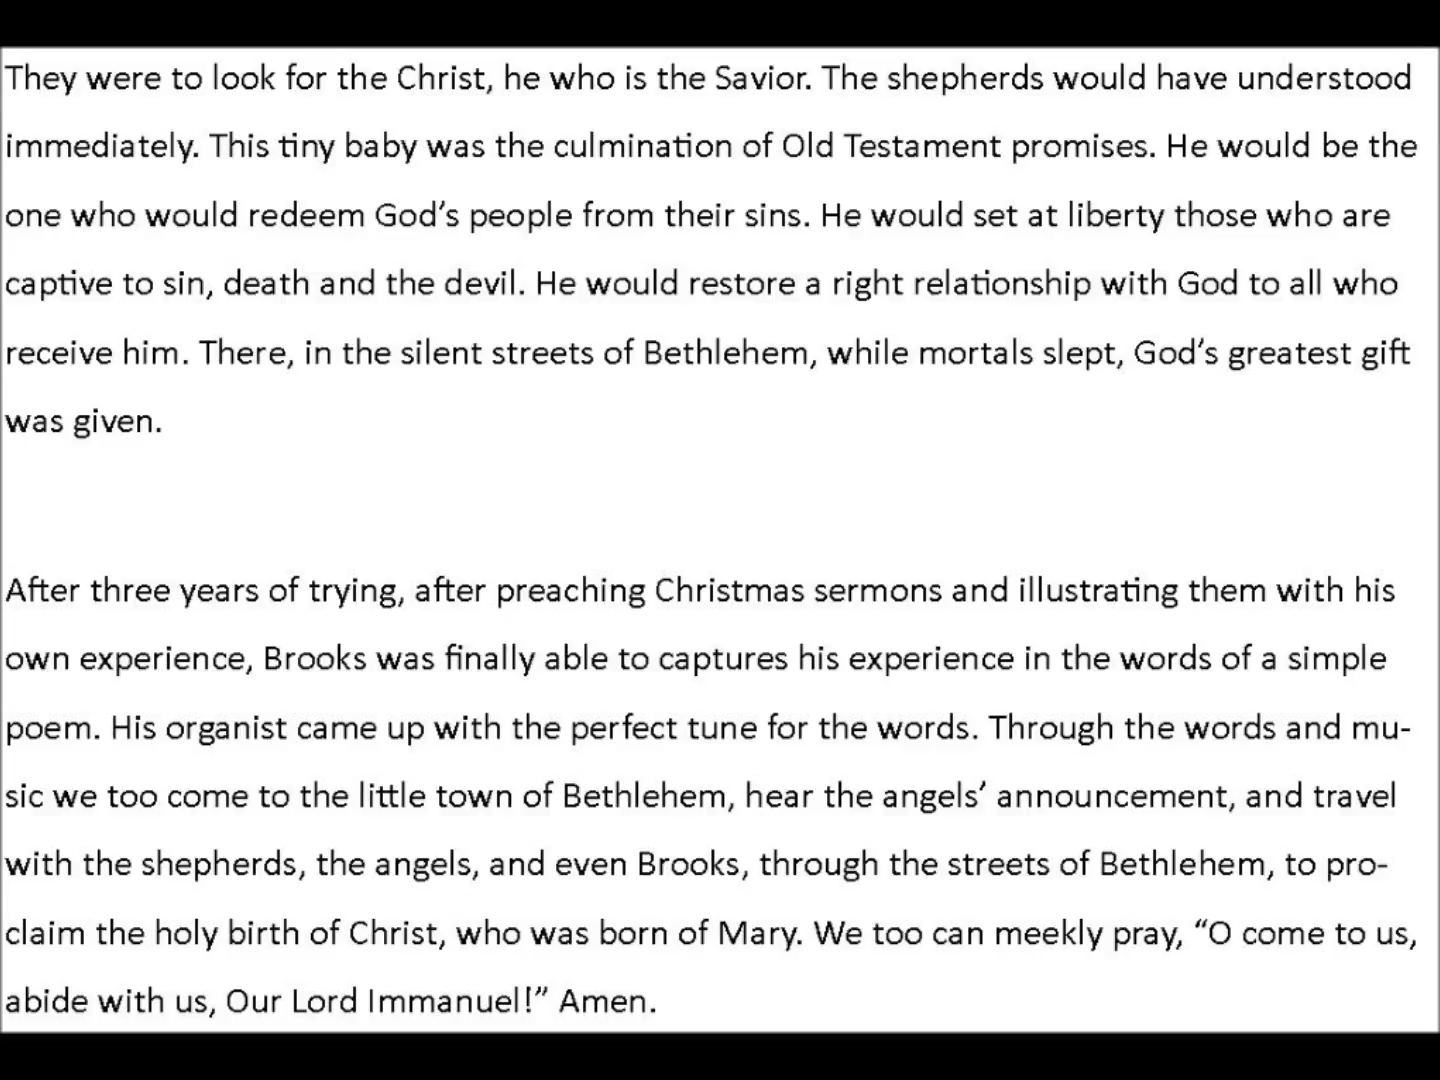 They were to look for the Christ, he who is the Savior. The shepherds would have understood
immediately. This tiny baby was the culmination of Old Testament promises. He would be the
one who would redeem God’s people from their sins. He would set at liberty those who are
captive to sin, death and the devil. He would restore a right relationship with God to all who
receive him. There, in the silent streets of Bethlehem, while mortals slept, God’s greatest gift
was given.
After three years of trying, after preaching Christmas sermons and illustrating them with his
own experience, Brooks was finally able to captures his experience in the words of a simple
poem. His organist came up with the perfect tune for the words. Through the words and mu-
sic we too come to the little town of Bethlehem, hear the angels’ announcement, and travel
with the shepherds, the angels, and even Brooks, through the streets of Bethlehem, to pro-
claim the holy birth of Christ, who was born of Mary. We too can meekly pray, “O come to us,
abide with us, Our Lord Immanuel!” Amen.